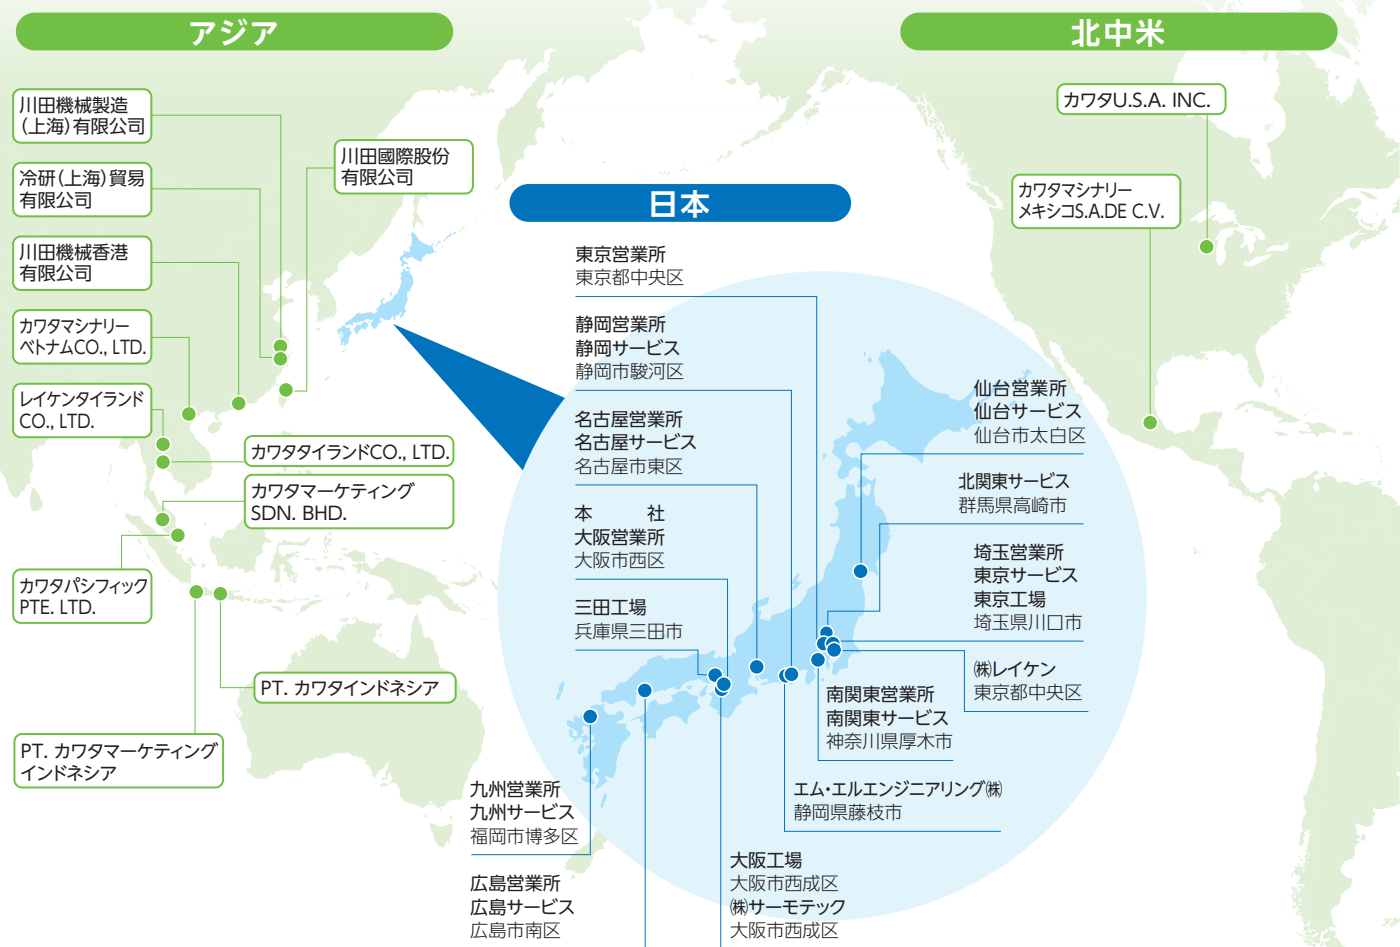 アジア
川田機械製造
(上海)有限公司
冷研(上海)貿易
有限公司
川田機械香港
有限公司
カワタマシナリー
ベトナムCO., LTD.
レイケンタイランド
CO., LTD.
川田國際股份
有限公司
カワタタイランドCO., LTD.
カワタマーケティング
SDN. BHD.
カワタパシフィック
PTE. LTD.
PT. カワタインドネシア
PT. カワタマーケティング
インドネシア
日本
東京営業所
東京都中央区
静岡営業所
静岡サービス
静岡市駿河区
名古屋営業所
名古屋サービス
名古屋市東区
本　　社
大阪営業所
大阪市西区
三田工場
兵庫県三田市
九州営業所
九州サービス
福岡市博多区
広島営業所
広島サービス
広島市南区
仙台営業所
仙台サービス
仙台市太白区
北関東サービス
群馬県高崎市
埼玉営業所
東京サービス
東京工場
埼玉県川口市
㈱レイケン
東京都中央区
南関東営業所
南関東サービス
神奈川県厚木市
エム・エルエンジニアリング㈱
静岡県藤枝市
大阪工場
大阪市西成区
㈱サーモテック
大阪市西成区
北中米
カワタU.S.A. INC.
カワタマシナリー
メキシコS.A.DE C.V.